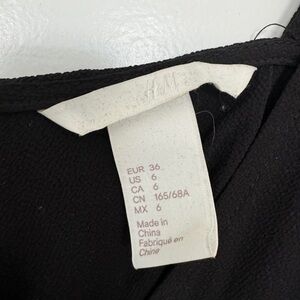 H&M
EUR 36
US 6
CA 6
CN 165/68A
MX 6
Made in
China
Fabriqué en
Chine